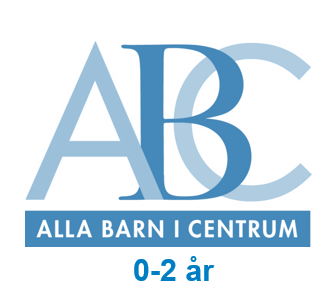 ABC
ALLA BARN I CENTRUM
0-2 år